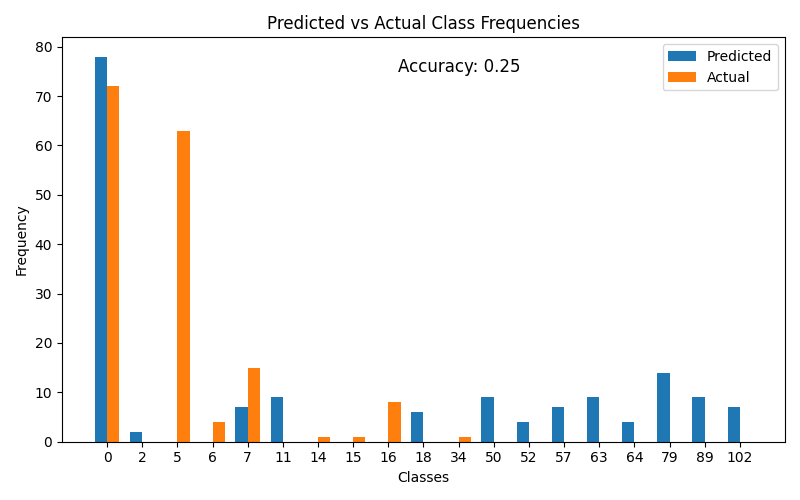 Predicted vs Actual Class Frequencies
Accuracy: 0.25
Predicted
Actual
80
70
60
50
40
30
20
10
0
Frequency
0 2 5 6 7 11 14 15 16 18 34 50 52 57 63 64 79 89 102
Classes